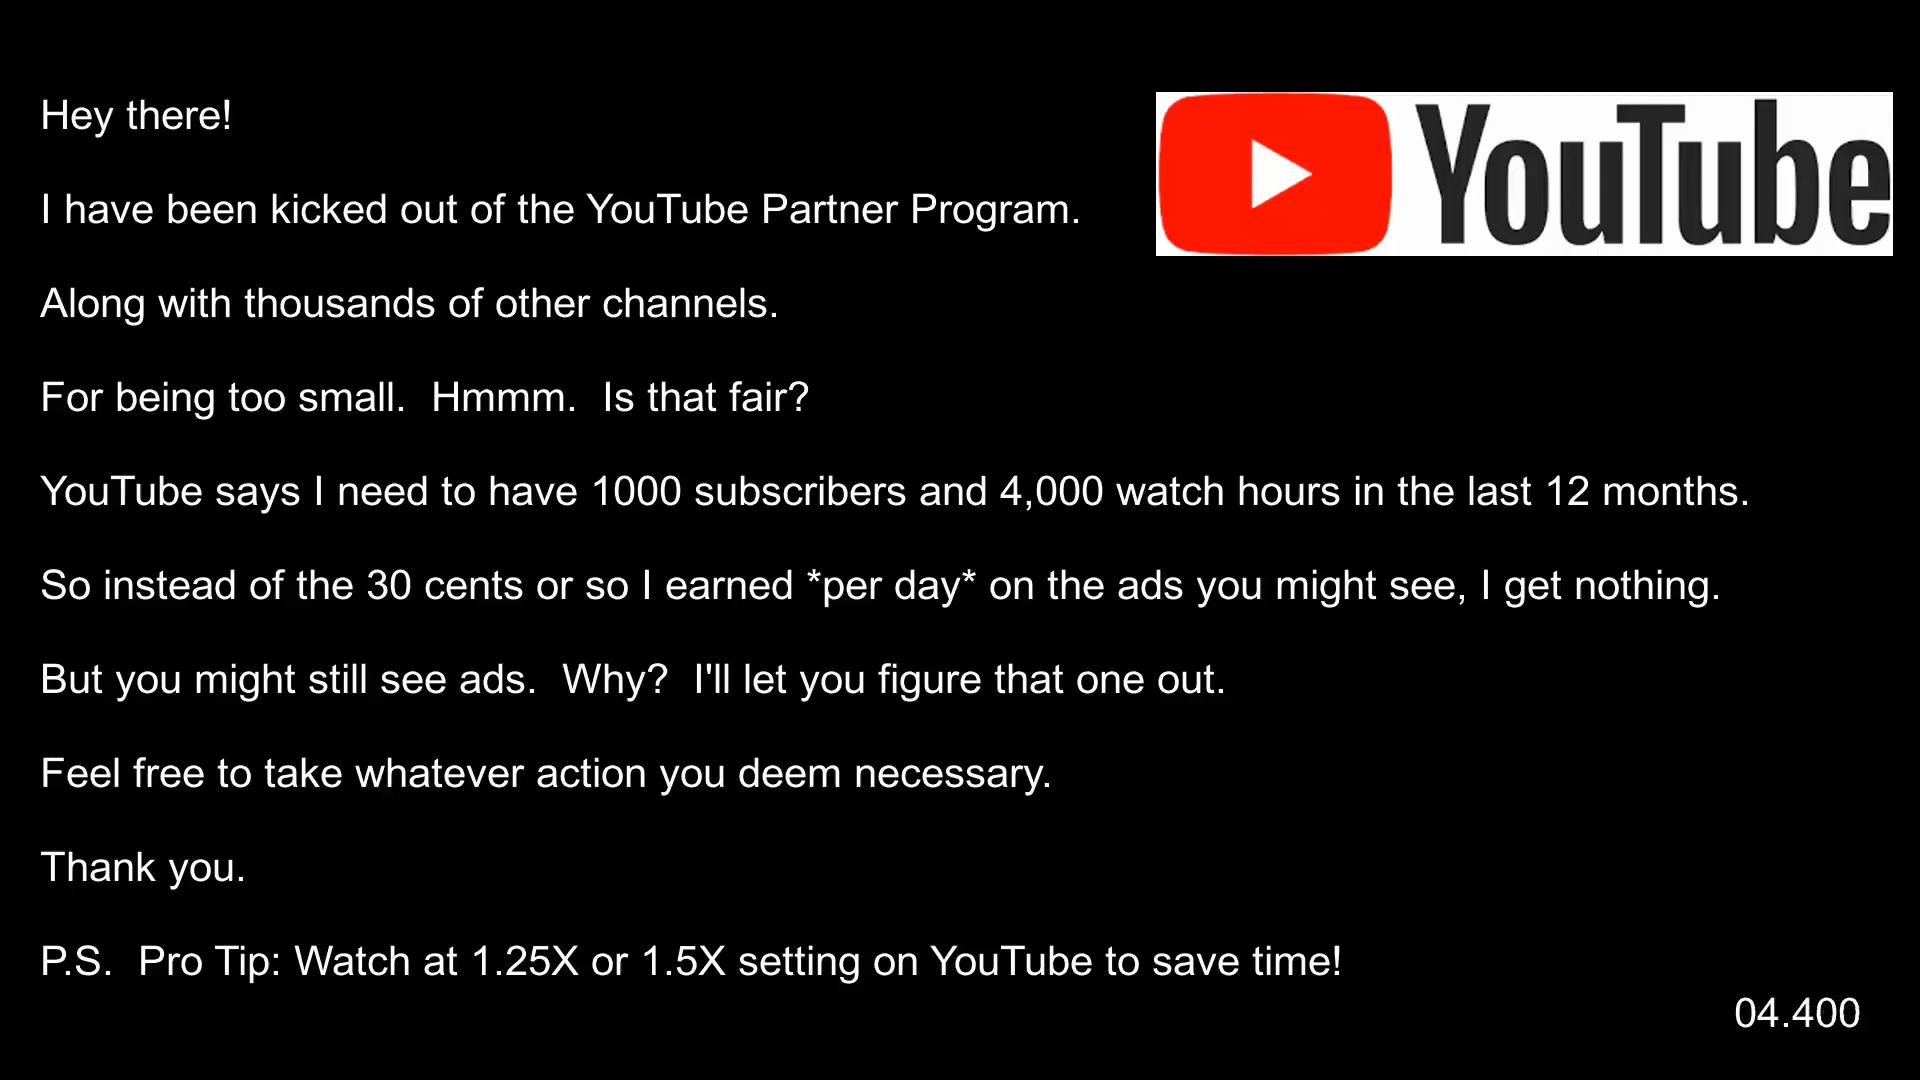 Hey there!
YouTube
I have been kicked out of the YouTube Partner Program.
Along with thousands of other channels.
For being too small.  Hmmm.  Is that fair?
YouTube says I need to have 1000 subscribers and 4,000 watch hours in the last 12 months.
So instead of the 30 cents or so I earned *per day* on the ads you might see, I get nothing.
But you might still see ads.  Why?  I'll let you figure that one out.
Feel free to take whatever action you deem necessary.
Thank you.
P.S.  Pro Tip: Watch at 1.25X or 1.5X setting on YouTube to save time!
04.400